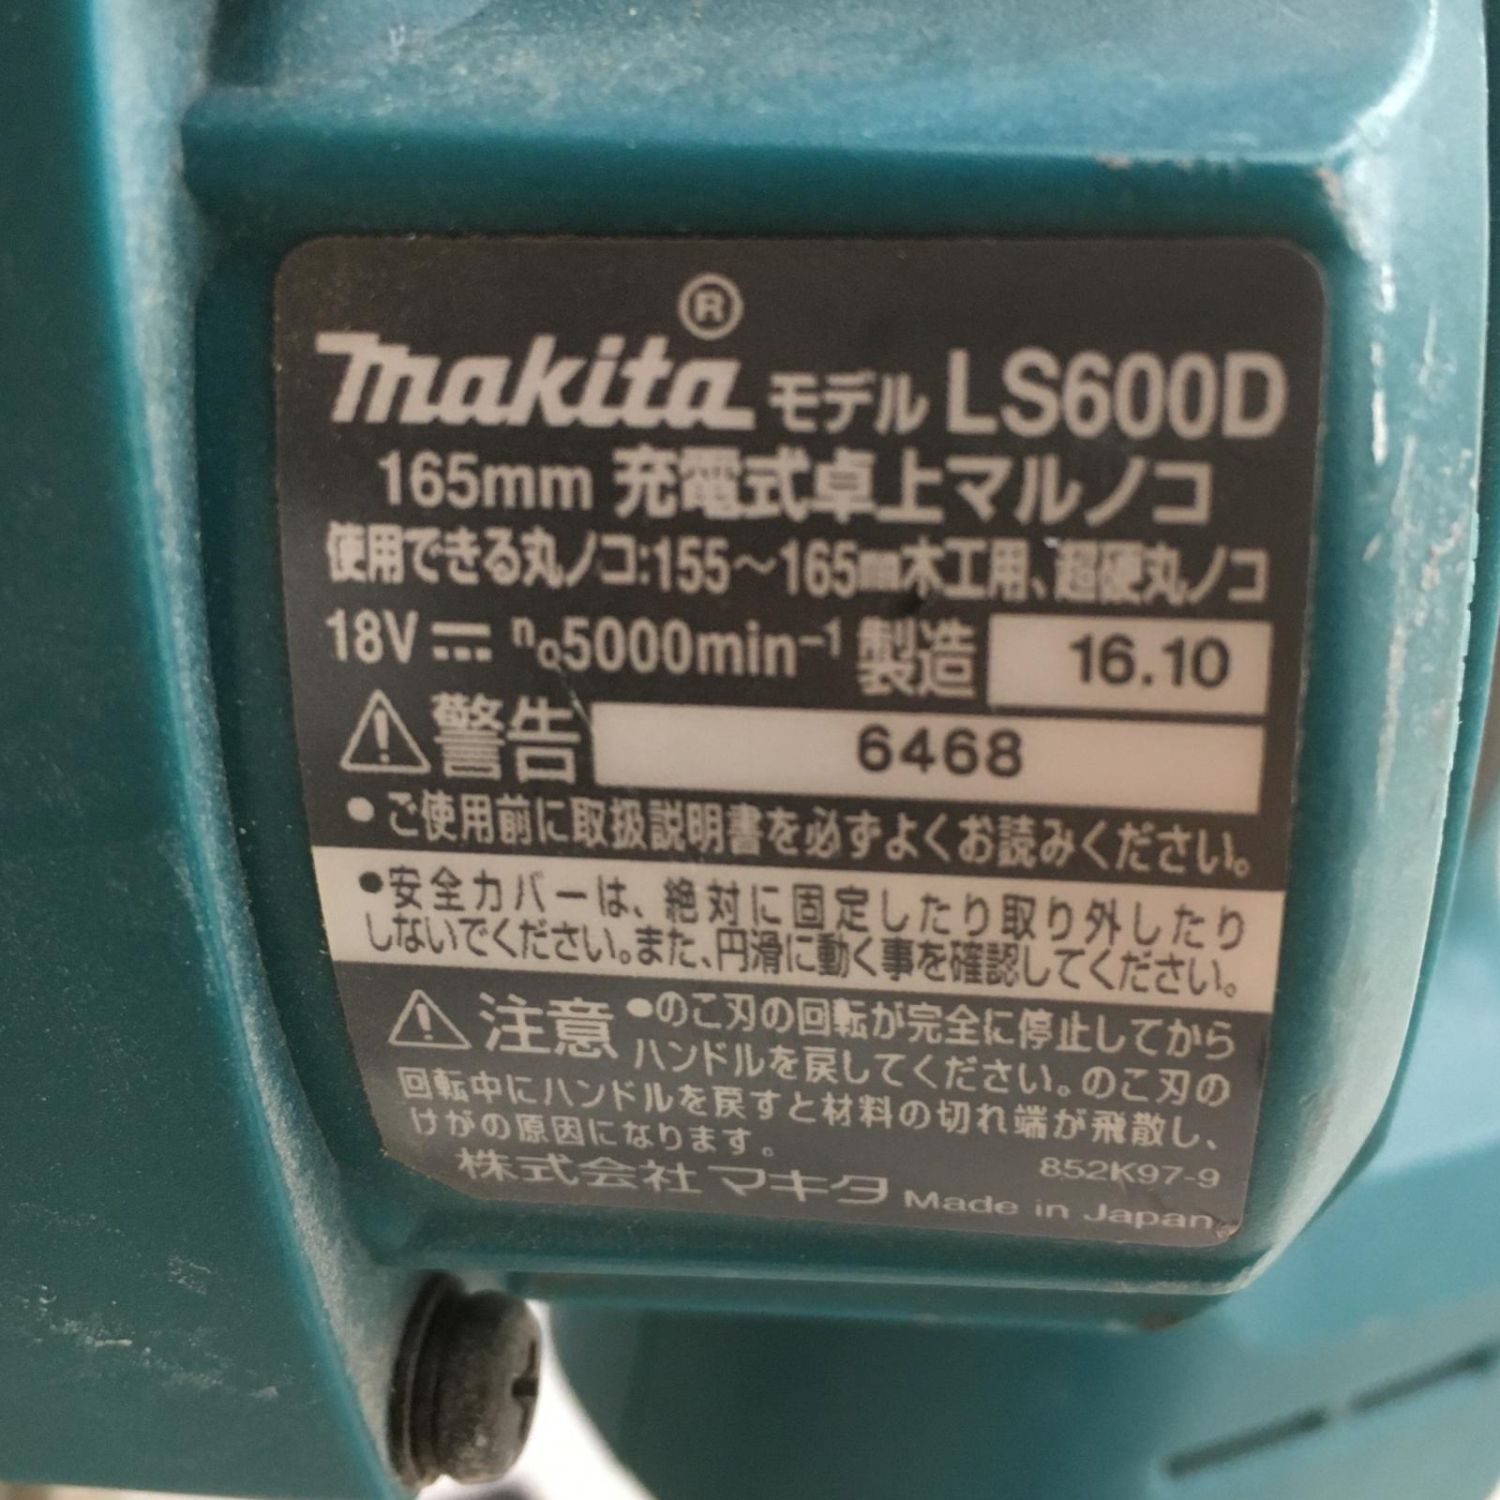 makita® モデル LS600D
165mm 充電式卓上マルノコ
使用できる丸ノコ:155～165mm木工用、超硬丸ノコ
18V⎓ n₀5000min⁻¹ 製造 16.10
⚠警告 6468
●ご使用前に取扱説明書を必ずよくお読みください。
●安全カバーは、絶対に固定したり取り外したり
しないでください。また、円滑に動く事を確認してください。
⚠注意 ●のこ刃の回転が完全に停止してから
ハンドルを戻してください。のこ刃の
回転中にハンドルを戻すと材料の切れ端が飛散し、
けがの原因になります。
852K97-9
株式会社マキタ Made in Japan